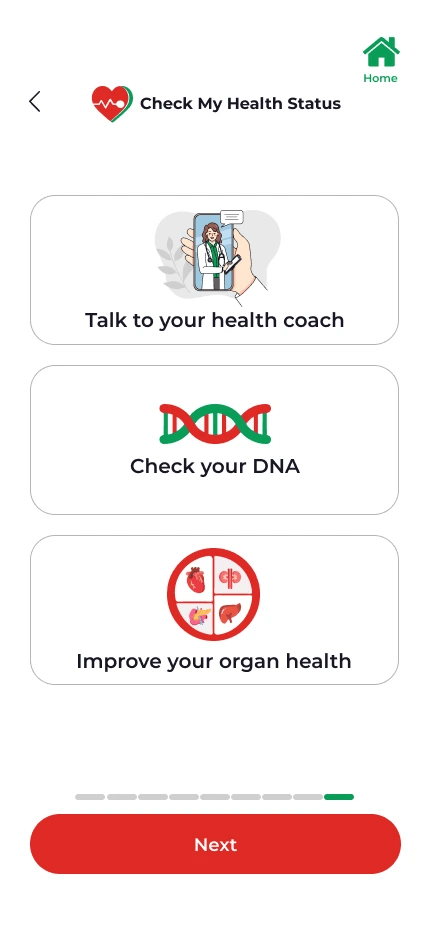 Home
Check My Health Status
Talk to your health coach
Check your DNA
Improve your organ health
Next